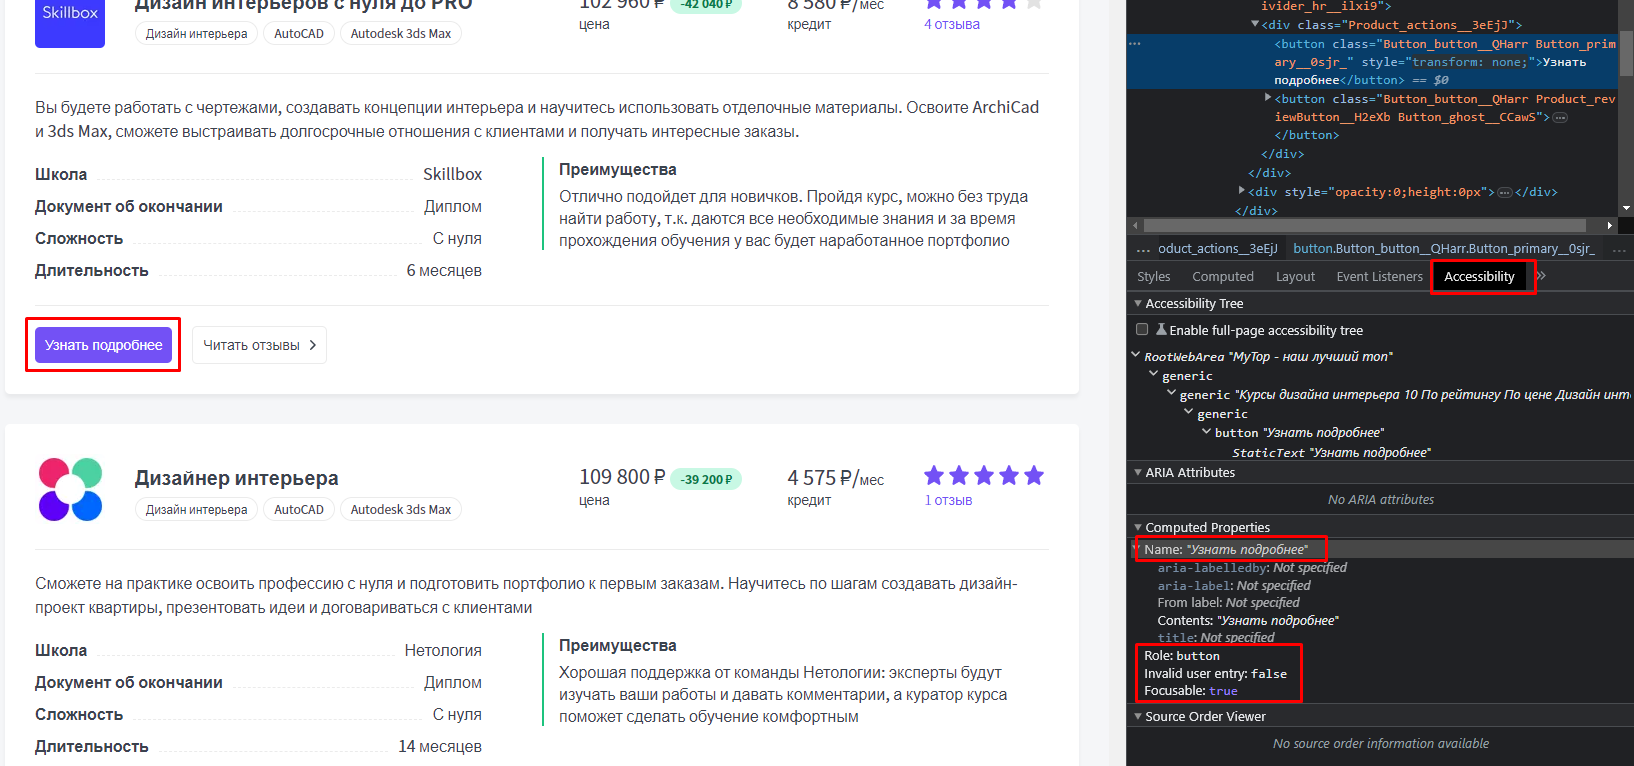 Skillbox
Дизайн интерьеров с нуля до PRO
Дизайн интерьера
AutoCAD
Autodesk 3ds Max
102 960 ₽ -42 040 ₽
цена
8 580 ₽/мес
кредит
4 отзыва
Вы будете работать с чертежами, создавать концепции интерьера и научитесь использовать отделочные материалы. Освоите ArchiCad
и 3ds Max, сможете выстраивать долгосрочные отношения с клиентами и получать интересные заказы.
Школа Skillbox
Документ об окончании Диплом
Сложность С нуля
Длительность 6 месяцев
Преимущества
Отлично подойдет для новичков. Пройдя курс, можно без труда
найти работу, т.к. даются все необходимые знания и за время
прохождения обучения у вас будет наработанное портфолио
Узнать подробнее
Читать отзывы
Дизайнер интерьера
Дизайн интерьера
AutoCAD
Autodesk 3ds Max
109 800 ₽ -39 200 ₽
цена
4 575 ₽/мес
кредит
1 отзыв
Сможете на практике освоить профессию с нуля и подготовить портфолио к первым заказам. Научитесь по шагам создавать дизайн-
проект квартиры, презентовать идеи и договариваться с клиентами
Школа Нетология
Документ об окончании Диплом
Сложность С нуля
Длительность 14 месяцев
Преимущества
Хорошая поддержка от команды Нетологии: эксперты будут
изучать ваши работы и давать комментарии, а куратор курса
поможет сделать обучение комфортным
ivider_hr__ilxi9">
<div class="Product_actions__3eEjJ">
<button class="Button_button__QHarr Button_prim
ary__0sjr_" style="transform: none;">Узнать
подробнее</button> == $0
<button class="Button_button__QHarr Product_rev
iewButton__H2eXb Button_ghost__CCawS">…
</button>
</div>
</div>
<div style="opacity:0;height:0px">…</div>
</div>
… oduct_actions__3eEjJ button.Button_button__QHarr.Button_primary__0sjr_ …
Styles Computed Layout Event Listeners Accessibility »
Accessibility Tree
Enable full-page accessibility tree
RootWebArea "MyTop - наш лучший топ"
generic
generic "Курсы дизайна интерьера 10 По рейтингу По цене Дизайн инт
generic
button "Узнать подробнее"
StaticText "Узнать подробнее"
ARIA Attributes
No ARIA attributes
Computed Properties
Name: "Узнать подробнее"
aria-labelledby: Not specified
aria-label: Not specified
From label: Not specified
Contents: "Узнать подробнее"
title: Not specified
Role: button
Invalid user entry: false
Focusable: true
Source Order Viewer
No source order information available